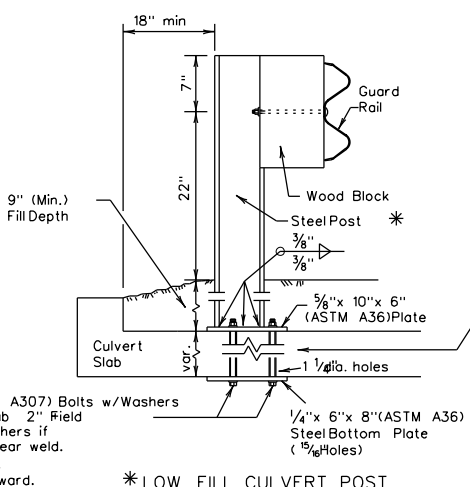 18" min
7"
Guard
Rail
22"
Wood Block
9" (Min.)
Fill Depth
Steel Post *
3/8"
3/8"
5/8"x 10"x 6"
(ASTM A36)Plate
Culvert
Slab
var.
1 1/4"dia. holes
A307) Bolts w/Washers
ab 2" Field
hers if
ear weld.
ward.
1/4"x 6"x 8"(ASTM A36)
Steel Bottom Plate
(15/16" Holes)
*LOW FILL CULVERT POST